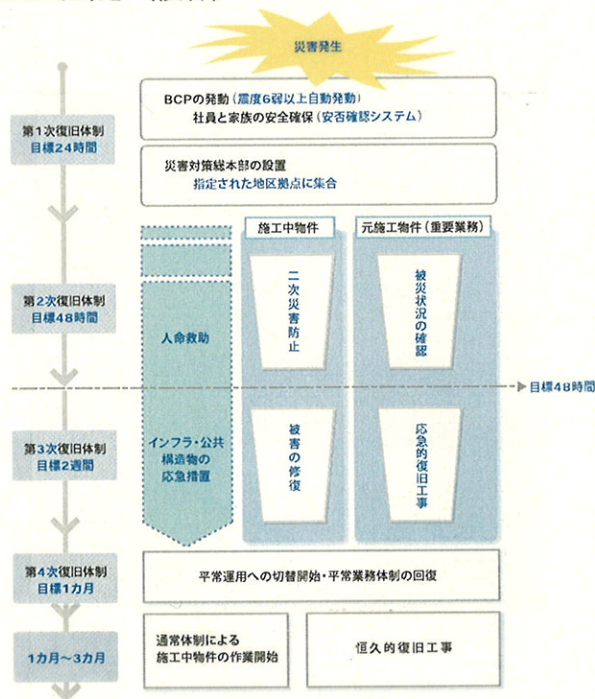 災害発生
BCPの発動（震度6弱以上自動発動）
社員と家族の安全確保（安否確認システム）
第1次復旧体制
目標24時間
災害対策総本部の設置
指定された地区拠点に集合
施工中物件
元施工物件（重要業務）
第2次復旧体制
目標48時間
人命救助
二次災害防止
被災状況の確認
目標48時間
第3次復旧体制
目標2週間
インフラ・公共
構造物の
応急措置
被害の修復
応急的復旧工事
第4次復旧体制
目標1カ月
平常運用への切替開始・平常業務体制の回復
1カ月〜3カ月
通常体制による
施工中物件の作業開始
恒久的復旧工事